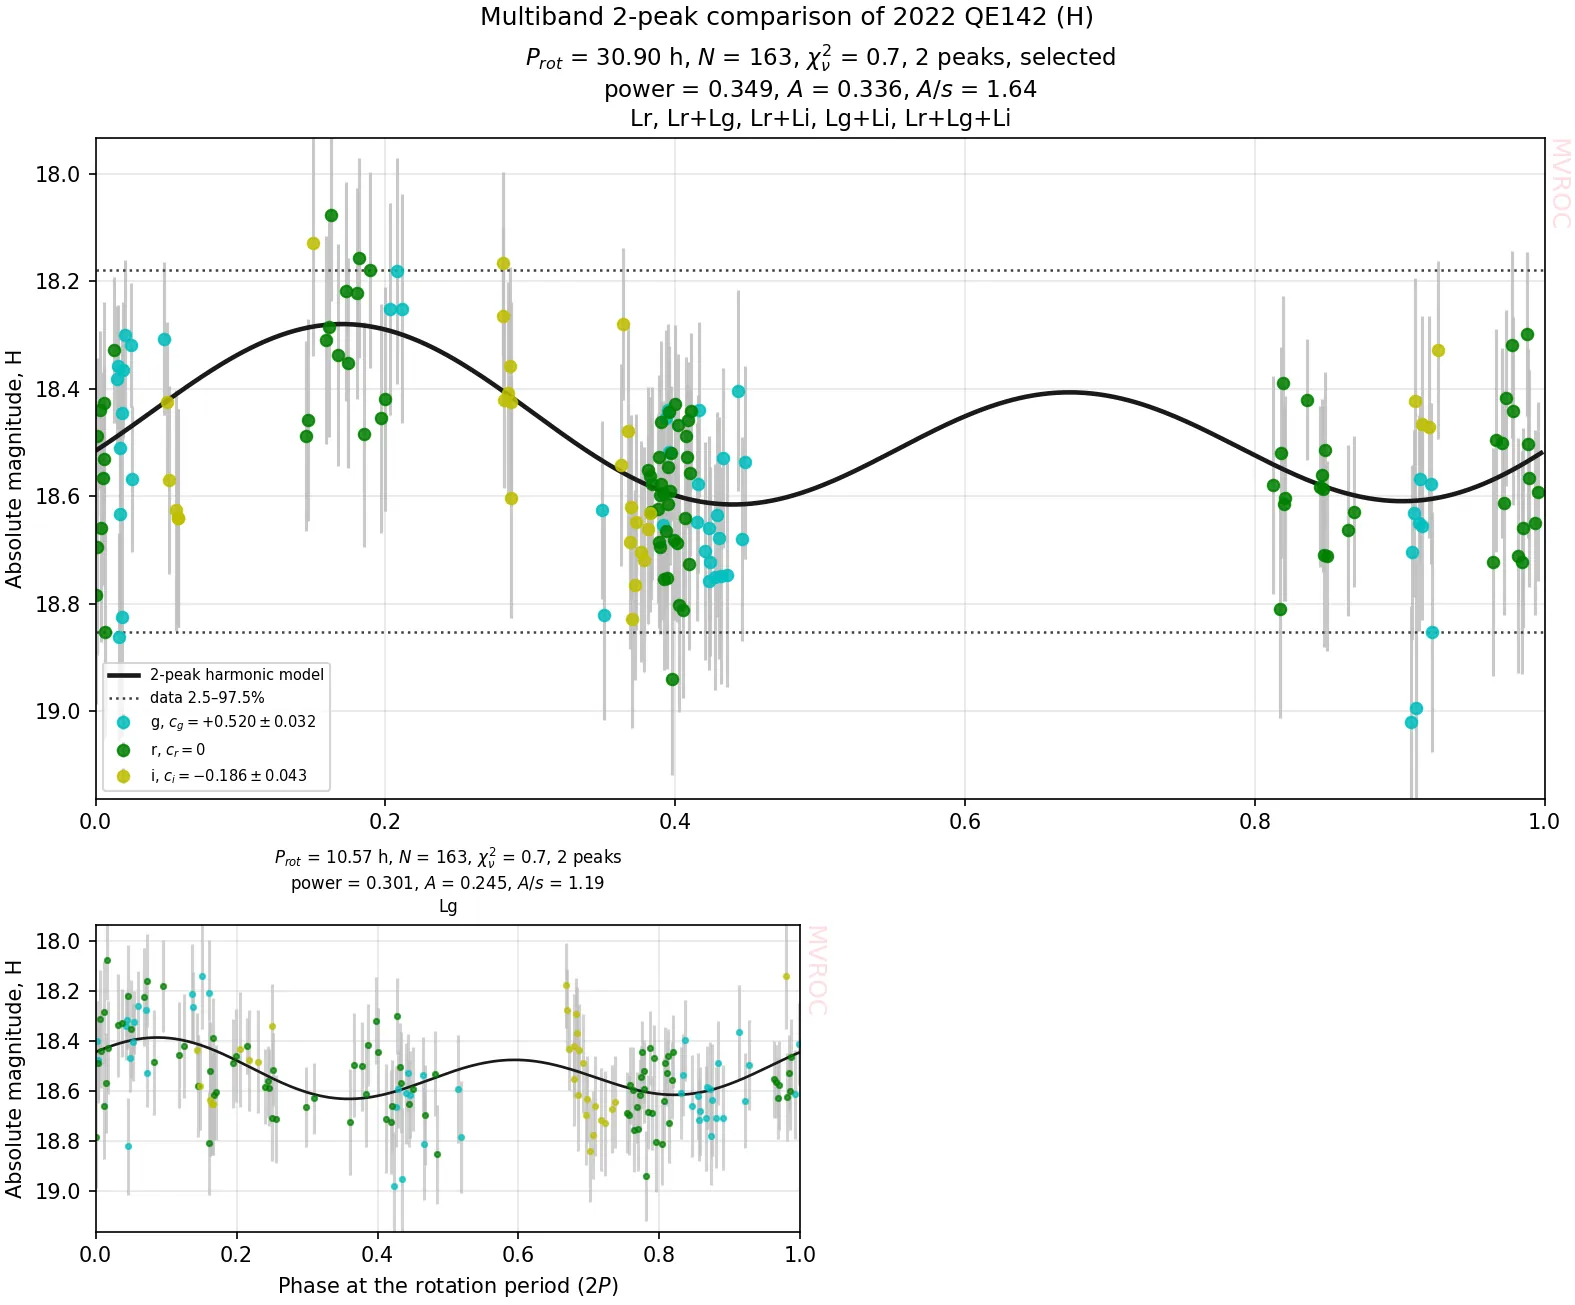 Multiband 2-peak comparison of 2022 QE142 (H)
P_rot = 30.90 h, N = 163, χ²_ν = 0.7, 2 peaks, selected
power = 0.349, A = 0.336, A/s = 1.64
Lr, Lr+Lg, Lr+Li, Lg+Li, Lr+Lg+Li
MVROC
Absolute magnitude, H
18.0
18.2
18.4
18.6
18.8
19.0
2-peak harmonic model
data 2.5–97.5%
g, c_g = +0.520 ± 0.032
r, c_r = 0
i, c_i = −0.186 ± 0.043
0.0 0.2 0.4 0.6 0.8 1.0
P_rot = 10.57 h, N = 163, χ²_ν = 0.7, 2 peaks
power = 0.301, A = 0.245, A/s = 1.19
Lg
MVROC
Absolute magnitude, H
18.0
18.2
18.4
18.6
18.8
19.0
0.0 0.2 0.4 0.6 0.8 1.0
Phase at the rotation period (2P)